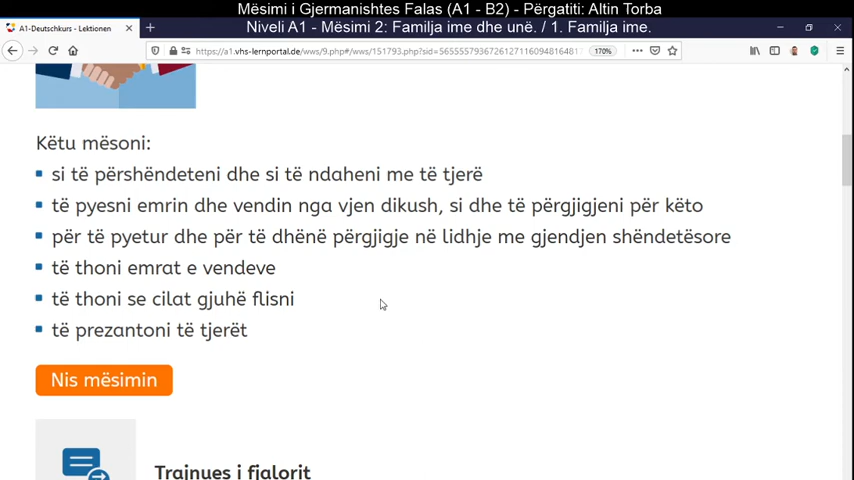 Mësimi i Gjermanishtes Falas (A1 - B2) - Përgatiti: Altin Torba
Niveli A1 - Mësimi 2: Familja ime dhe unë. / 1. Familja ime.
A1-Deutschkurs - Lektionen
https://a1.vhs-lernportal.de/wws/9.php#/wws/151793.php?sid=
170%
Këtu mësoni:
si të përshëndeteni dhe si të ndaheni me të tjerë
të pyesni emrin dhe vendin nga vjen dikush, si dhe të përgjigjeni për këto
për të pyetur dhe për të dhënë përgjigje në lidhje me gjendjen shëndetësore
të thoni emrat e vendeve
të thoni se cilat gjuhë flisni
të prezantoni të tjerët
Nis mësimin
Trajnues i fjalorit